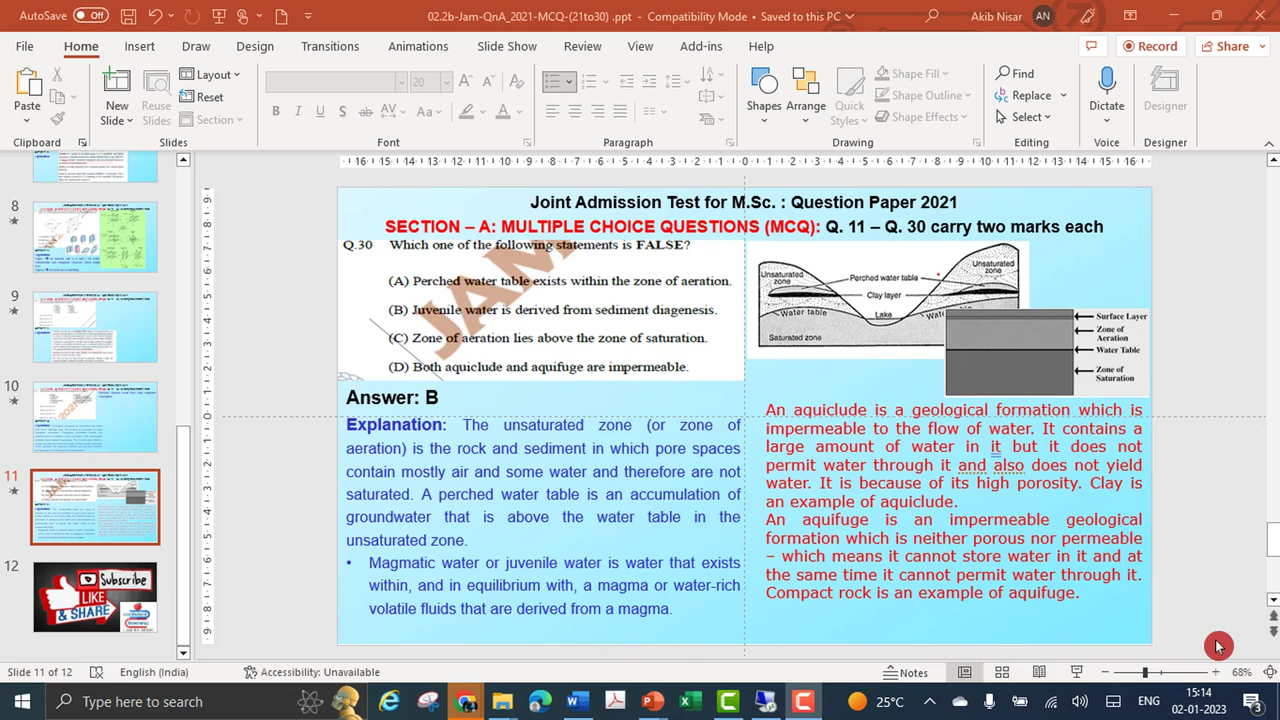 AutoSave Off
02.2b-Jam-QnA_2021-MCQ-(21to30) .ppt - Compatibility Mode • Saved to this PC
Akib Nisar AN
File Home Insert Draw Design Transitions Animations Slide Show Review View Add-ins Help
Record
Share
Paste
New Slide
Reuse Slides
Layout
Reset
Section
20
B I U S ab AV Aa A
Shapes
Arrange
Quick Styles
Shape Fill
Shape Outline
Shape Effects
Find
Replace
Select
Dictate
Designer
Clipboard Slides Font Paragraph Drawing Editing Voice Designer
8
9
10
11
12
Subscribe
LIKE
& SHARE
Joint Admission Test for M.Sc. : Question Paper 2021
SECTION – A: MULTIPLE CHOICE QUESTIONS (MCQ): Q. 11 – Q. 30 carry two marks each
Q.30 Which one of the following statements is FALSE?
(A) Perched water table exists within the zone of aeration.
(B) Juvenile water is derived from sediment diagenesis.
(C) Zone of aeration lies above the zone of saturation.
(D) Both aquiclude and aquifuge are impermeable.
Answer: B
Explanation: The unsaturated zone (or zone of
aeration) is the rock and sediment in which pore spaces
contain mostly air and some water and therefore are not
saturated. A perched water table is an accumulation of
groundwater that is above the water table in the
unsaturated zone.
• Magmatic water or juvenile water is water that exists
within, and in equilibrium with, a magma or water-rich
volatile fluids that are derived from a magma.
Unsaturated zone
Perched water table
Unsaturated zone
Clay layer
Water table
Lake
Wat
Saturated zone
Surface Layer
Zone of Aeration
Water Table
Zone of Saturation
An aquiclude is a geological formation which is
impermeable to the flow of water. It contains a
large amount of water in it but it does not
permit water through it and also does not yield
water. It is because of its high porosity. Clay is
an example of aquiclude.
An aquifuge is an impermeable geological
formation which is neither porous nor permeable
– which means it cannot store water in it and at
the same time it cannot permit water through it.
Compact rock is an example of aquifuge.
Slide 11 of 12
English (India)
Accessibility: Unavailable
Notes
68%
Type here to search
25°C
ENG
15:14
02-01-2023
3